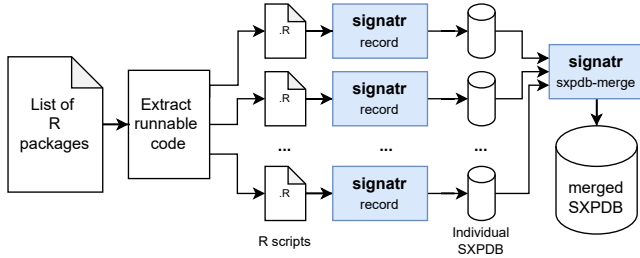 List of
R
packages
Extract
runnable
code
.R
signatr
record
.R
signatr
record
...
...
...
.R
signatr
record
R scripts
Individual
SXPDB
signatr
sxpdb-merge
merged
SXPDB